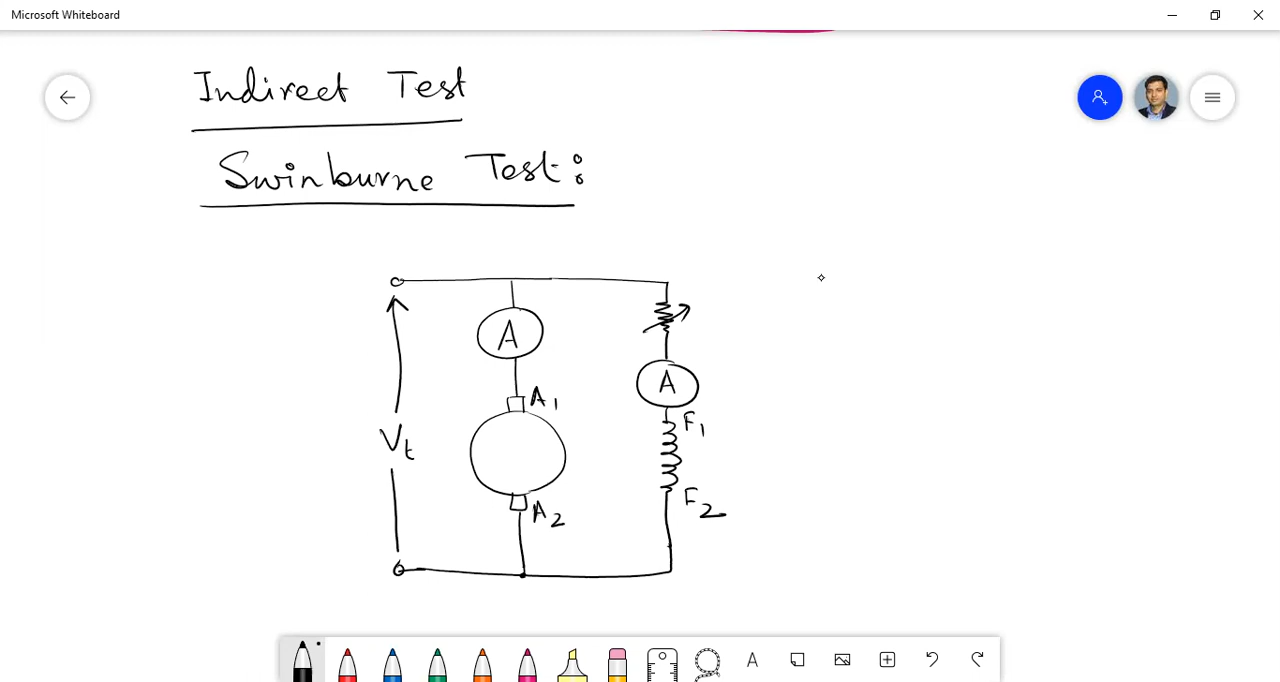 Microsoft Whiteboard
Indirect Test
Swinburne Test:
A
A
A1
F1
Vt
F2
A2
A